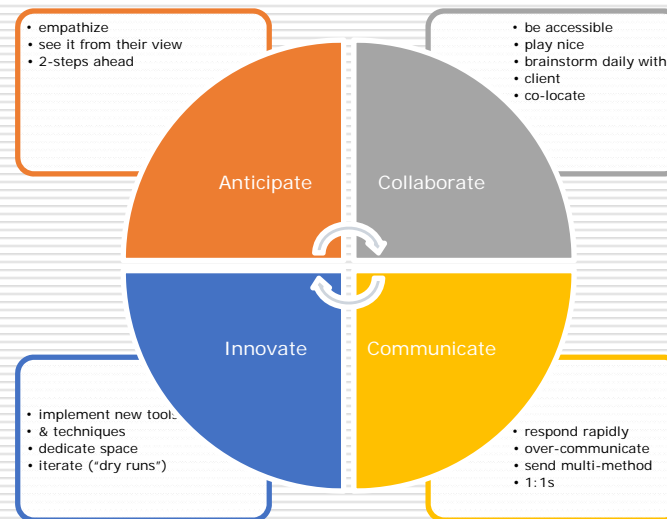 • empathize
• see it from their view
• 2-steps ahead
• be accessible
• play nice
• brainstorm daily with
• client
• co-locate
Anticipate
Collaborate
Innovate
Communicate
• implement new tools
• & techniques
• dedicate space
• iterate (“dry runs”)
• respond rapidly
• over-communicate
• send multi-method
• 1:1s